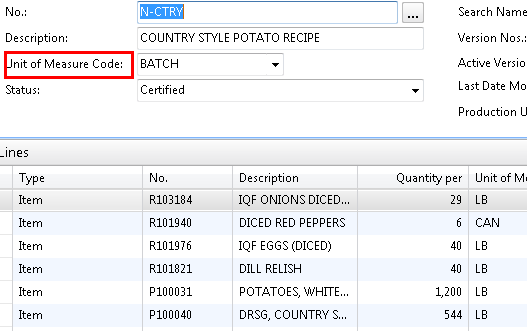 No.: N-CTRY ... Search Name
Description: COUNTRY STYLE POTATO RECIPE Version Nos.:
Unit of Measure Code: BATCH Active Versio
Status: Certified Last Date Mo
Production U
Lines
Type No. Description Quantity per Unit of M
Item R103184 IQF ONIONS DICED... 29 LB
Item R101940 DICED RED PEPPERS 6 CAN
Item R101976 IQF EGGS (DICED) 40 LB
Item R101821 DILL RELISH 40 LB
Item P100031 POTATOES, WHITE... 1,200 LB
Item P100040 DRSG, COUNTRY S... 544 LB